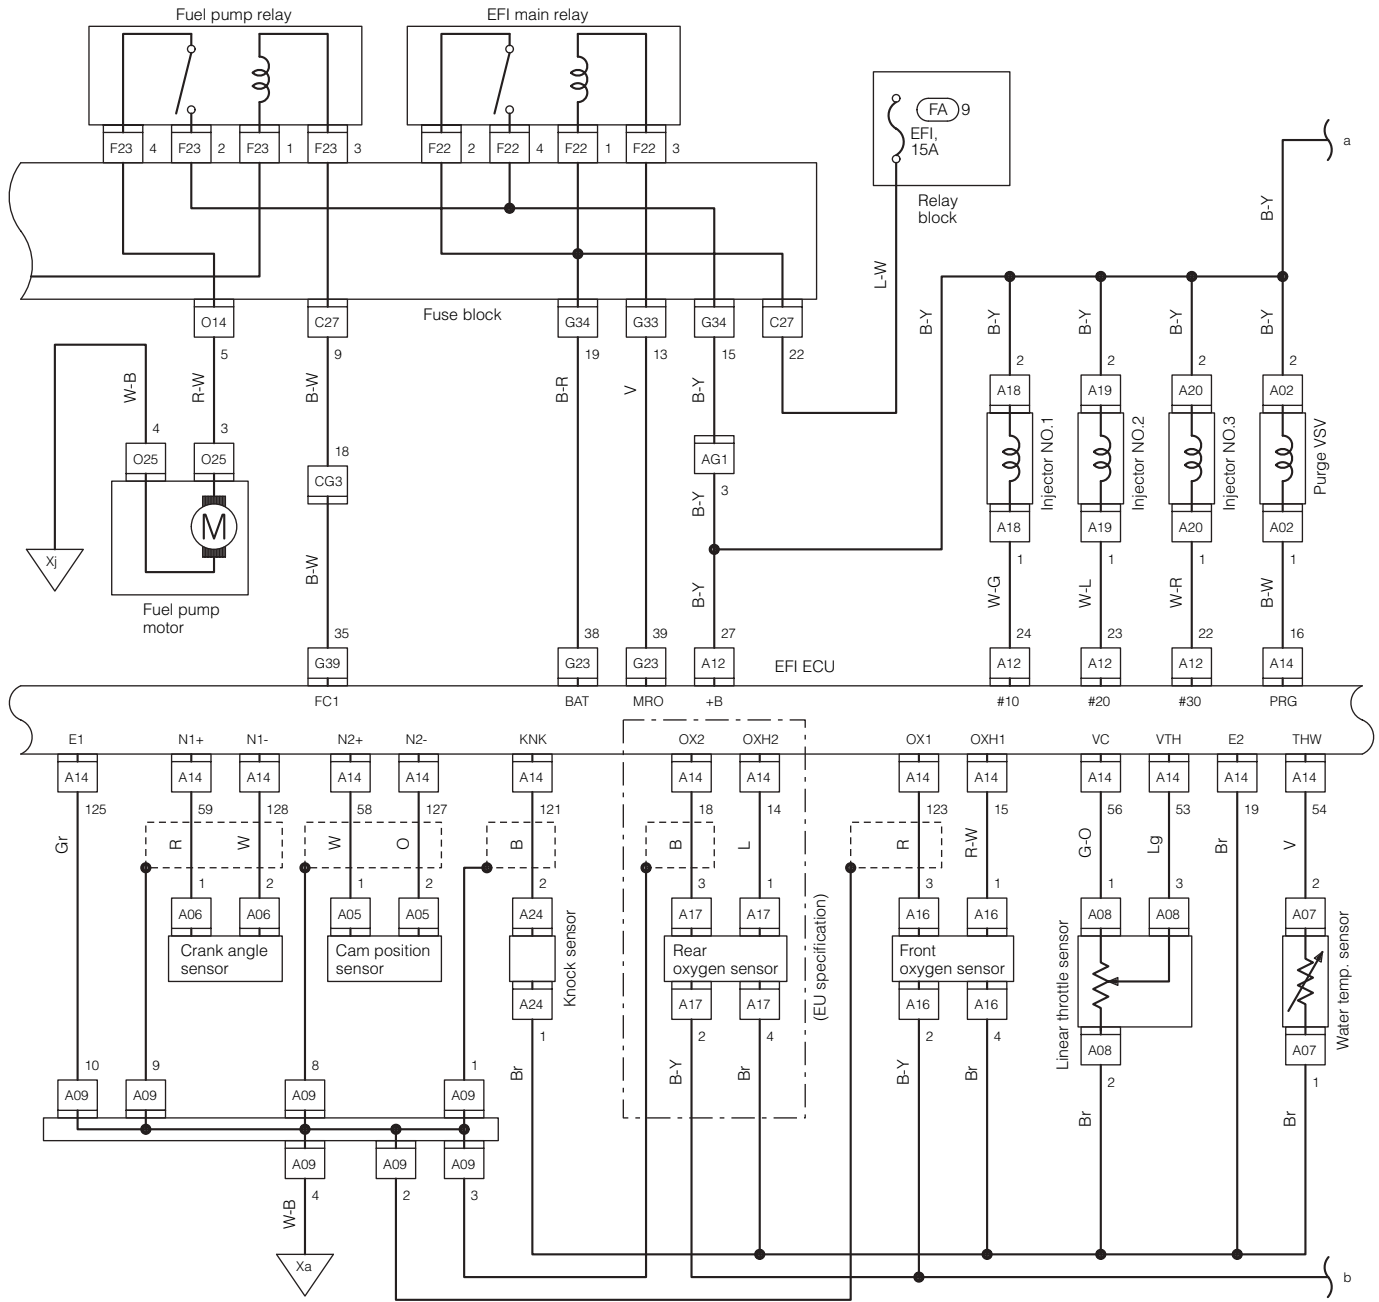 Fuel pump relay
EFI main relay
FA 9
EFI,
15A
Relay
block
a
F23 4 F23 2 F23 1 F23 3
F22 2 F22 4 F22 1 F22 3
B-Y
L-W
Fuse block
O14 C27 G34 G33 G34 C27
5 9 19 13 15 22
B-Y B-Y B-Y B-Y B-Y
W-B R-W B-W B-R V B-Y
2 2 2 2
A18 A19 A20 A02
4 3 18
O25 O25 CG3 AG1
3
M
B-Y
Injector NO.1
Injector NO.2
Injector NO.3
Purge VSV
A18 A19 A20 A02
1 1 1 1
Xj
Fuel pump
motor
B-W B-Y W-G W-L W-R B-W
35 38 39 27 24 23 22 16
G39 G23 G23 A12 EFI ECU A12 A12 A12 A14
FC1 BAT MRO +B #10 #20 #30 PRG
E1 N1+ N1- N2+ N2- KNK OX2 OXH2 OX1 OXH1 VC VTH E2 THW
A14 A14 A14 A14 A14 A14 A14 A14 A14 A14 A14 A14 A14 A14
125 59 128 58 127 121 18 14 123 15 56 53 19 54
Gr R W W O B B L R R-W G-O Lg Br V
1 2 1 2 2 3 1 3 1 1 3 2
A06 A06 A05 A05 A24 A17 A17 A16 A16 A08 A08 A07
Crank angle
sensor
Cam position
sensor
Knock sensor
Rear
oxygen sensor
(EU specification)
Front
oxygen sensor
Linear throttle sensor
Water temp. sensor
A24 A17 A17 A16 A16 A08 A07
1 2 4 2 4 2 1
Br B-Y Br B-Y Br Br Br
10 9 8 1
A09 A09 A09 A09
A09 A09 A09
4 2 3
W-B
Xa
b